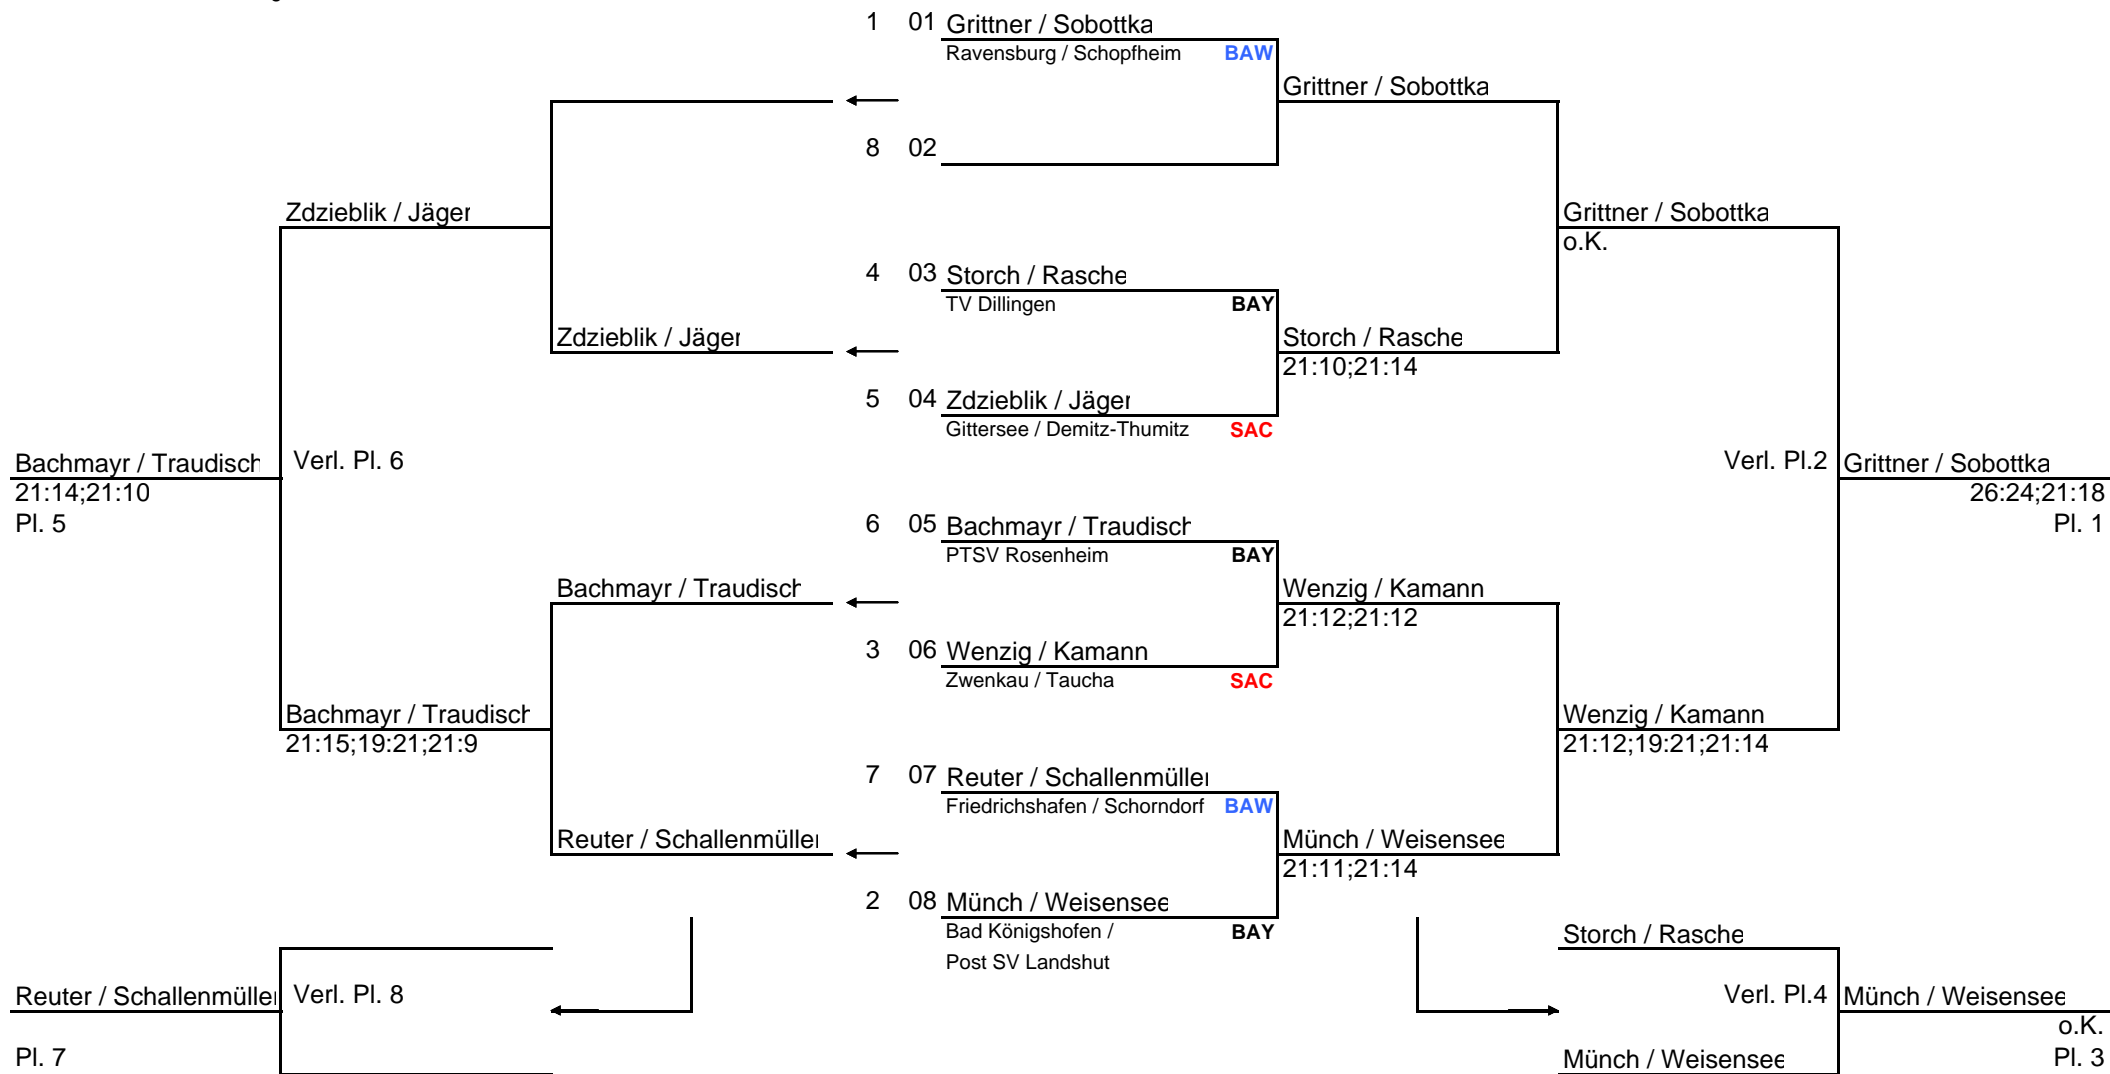 1 01 Grittner / Sobottka
Ravensburg / Schopfheim BAW
Grittner / Sobottka
8 02
Zdzieblik / Jäger
Grittner / Sobottka
o.K.
4 03 Storch / Rasche
TV Dillingen BAY
Zdzieblik / Jäger
Storch / Rasche
21:10;21:14
5 04 Zdzieblik / Jäger
Gittersee / Demitz-Thumitz SAC
Bachmayr / Traudisch
Verl. Pl. 6
Verl. Pl.2
Grittner / Sobottka
21:14;21:10
26:24;21:18
Pl. 5
Pl. 1
6 05 Bachmayr / Traudisch
PTSV Rosenheim BAY
Bachmayr / Traudisch
Wenzig / Kamann
21:12;21:12
3 06 Wenzig / Kamann
Zwenkau / Taucha SAC
Bachmayr / Traudisch
21:15;19:21;21:9
Wenzig / Kamann
21:12;19:21;21:14
7 07 Reuter / Schallenmüller
Friedrichshafen / Schorndorf BAW
Reuter / Schallenmüller
Münch / Weisensee
21:11;21:14
2 08 Münch / Weisensee
Bad Königshofen / BAY
Post SV Landshut
Storch / Rasche
Reuter / Schallenmüller
Verl. Pl. 8
Verl. Pl.4
Münch / Weisensee
o.K.
Pl. 7
Münch / Weisensee
Pl. 3